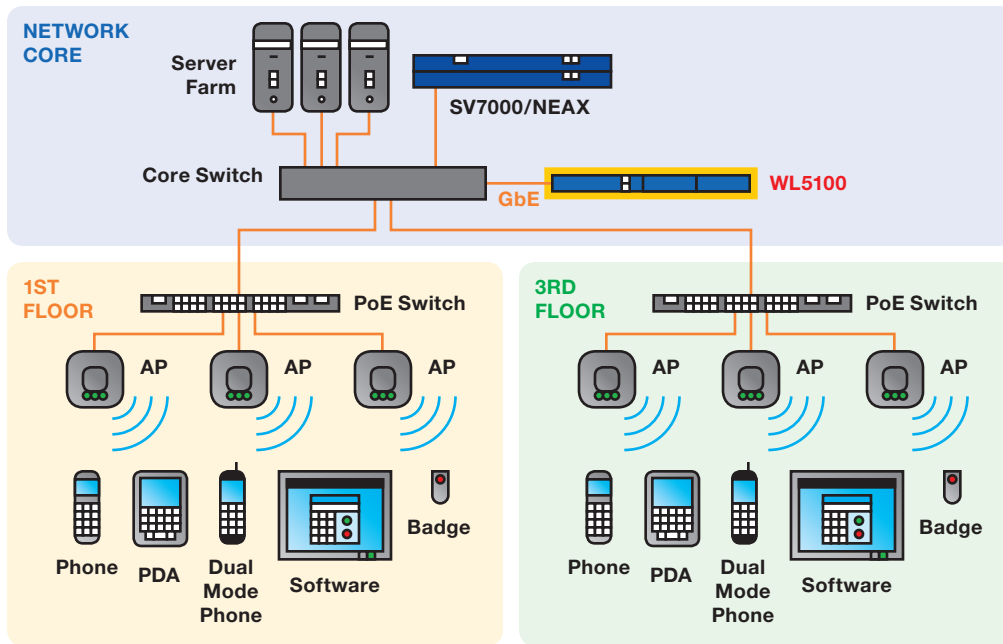 NETWORK
CORE
Server
Farm
SV7000/NEAX
Core Switch
GbE
WL5100
1ST
FLOOR
PoE Switch
AP
AP
AP
Phone
PDA
Dual
Mode
Phone
Software
Badge
3RD
FLOOR
PoE Switch
AP
AP
AP
Phone
PDA
Dual
Mode
Phone
Software
Badge